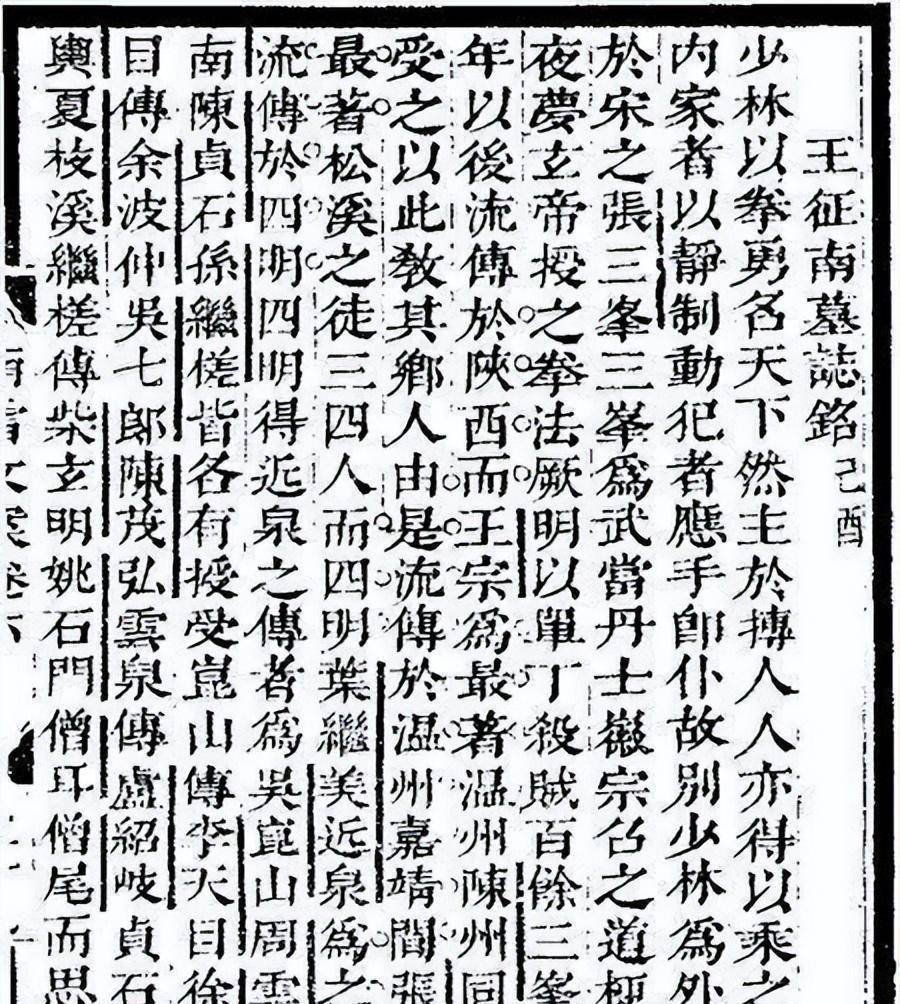 王征南墓誌銘己酉
少林以拳勇名天下然主於搏人人亦得以乘之
內家者以靜制動犯者應手卽仆故別少林爲外
於宋之張三峯三峯爲武當丹士徽宗召之道梗
夜夢玄帝授之拳法厥明以單丁殺賊百餘三峯
年以後流傳於陝西而王宗爲最著溫州陳州同
受之以此敎其鄉人由是流傳於溫州嘉靖間張
最著松溪之徒三四人而四明葉繼美近泉爲之
流傳於四明四明得近泉之傳者爲吳崑山周雲
南陳貞石孫繼槎皆各有授受崑山傳李天目徐
目傳余波仲吳七郎陳茂弘雲泉傳盧紹岐貞石
輿夏枝溪繼槎傳柴玄明姚石門僧耳僧尾而思